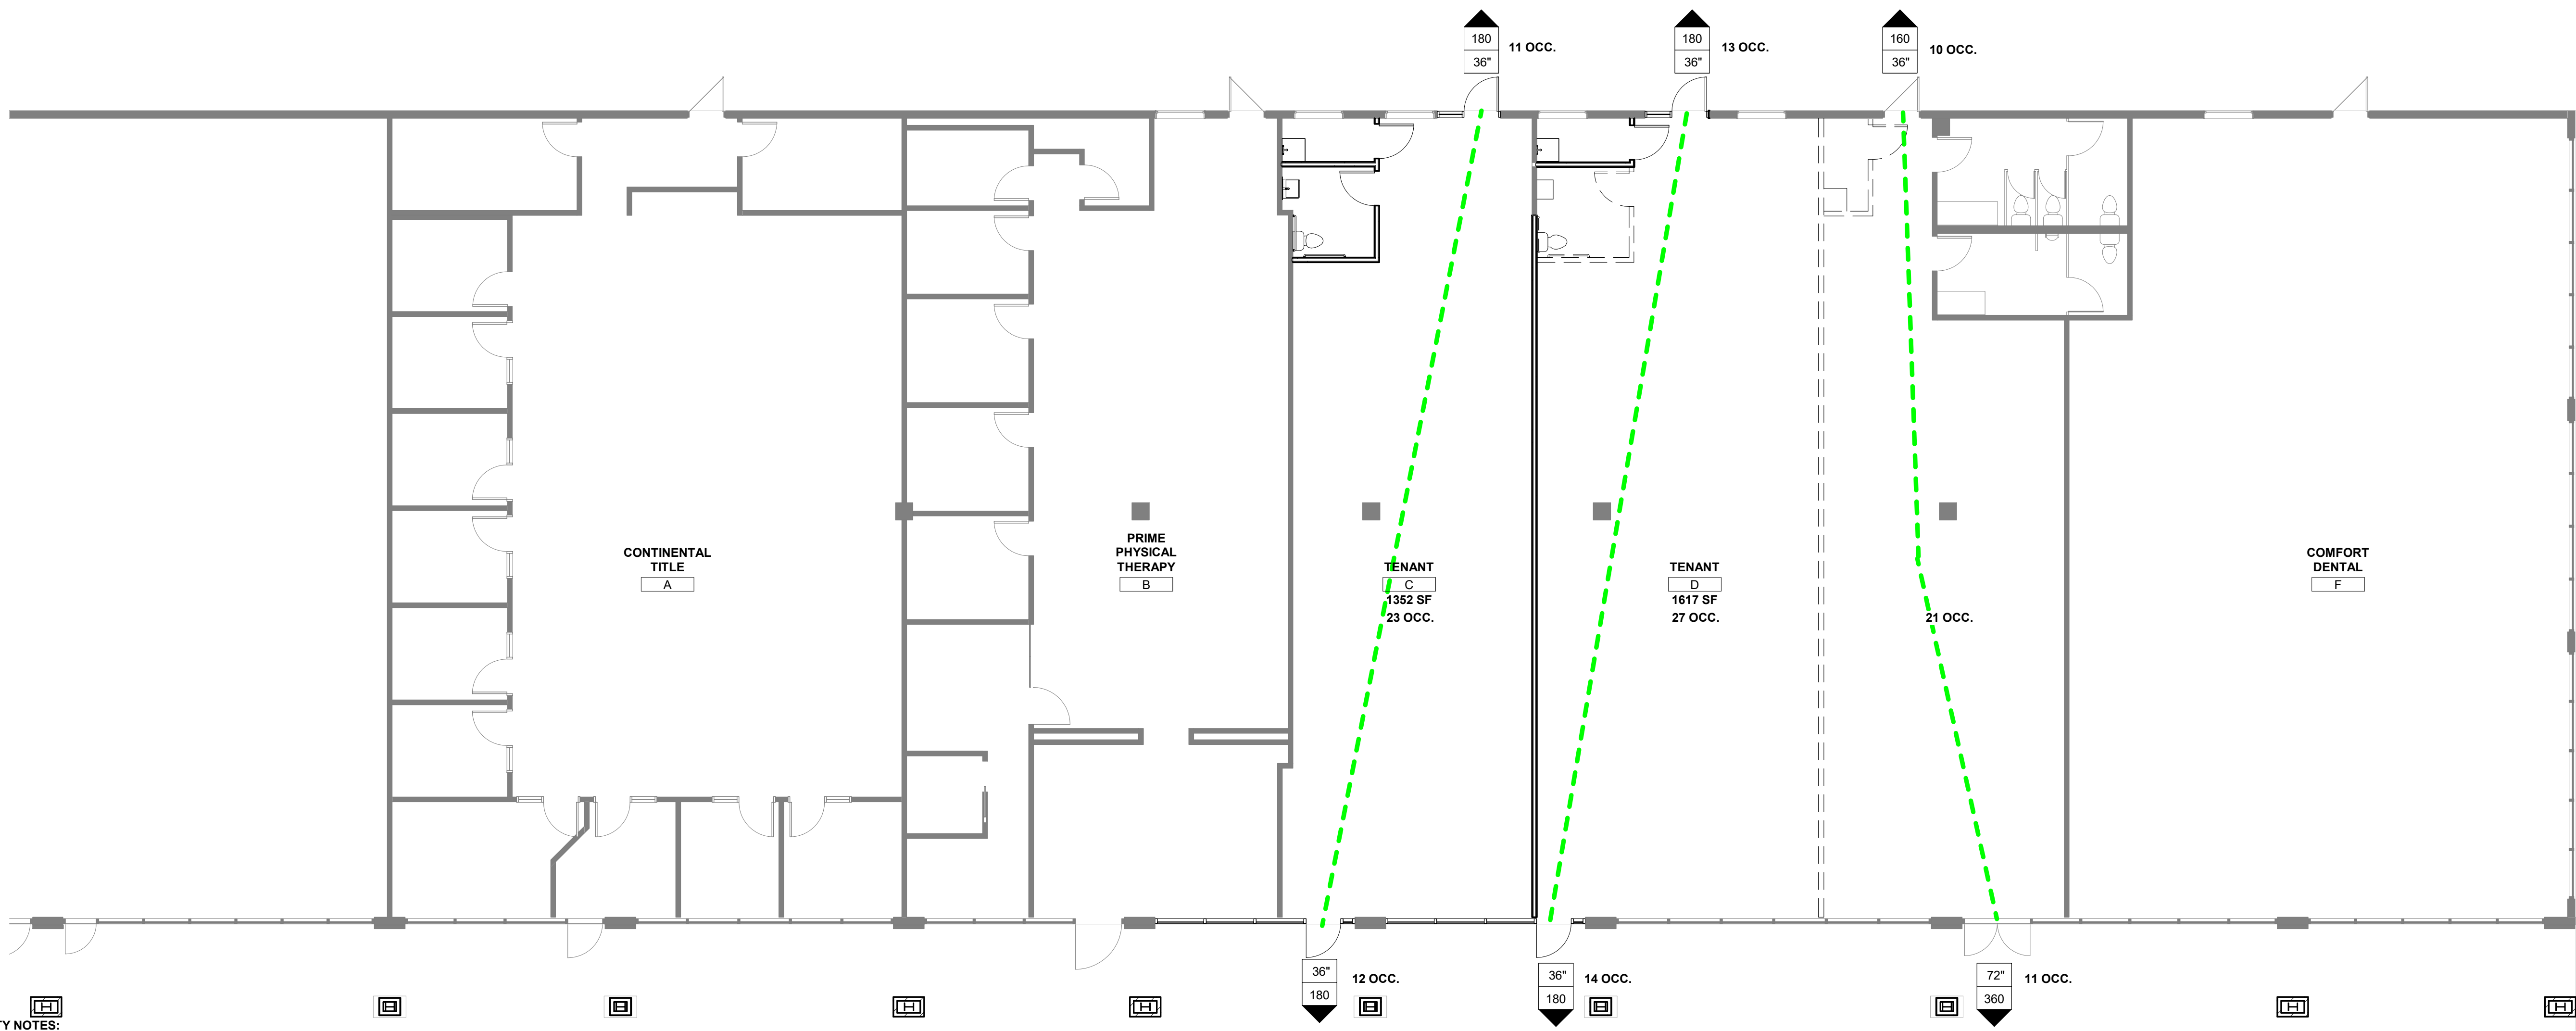 180
36"
11 OCC.
180
36"
13 OCC.
160
36"
10 OCC.
CONTINENTAL
TITLE
A
PRIME
PHYSICAL
THERAPY
B
TENANT
C
1352 SF
23 OCC.
TENANT
D
1617 SF
27 OCC.
21 OCC.
COMFORT
DENTAL
F
36"
180
12 OCC.
36"
180
14 OCC.
72"
360
11 OCC.
H
H
H
H
H
H
H
H
H
H
TY NOTES: